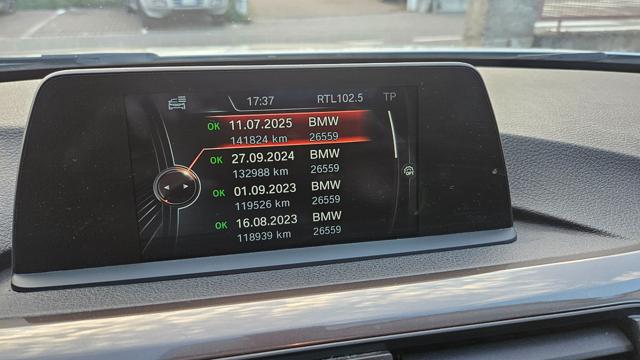 17:37 RTL102.5 TP
OK 11.07.2025 BMW
141824 km 26559
OK 27.09.2024 BMW
132988 km 26559
OK 01.09.2023 BMW
119526 km 26559
OK 16.08.2023 BMW
118939 km 26559